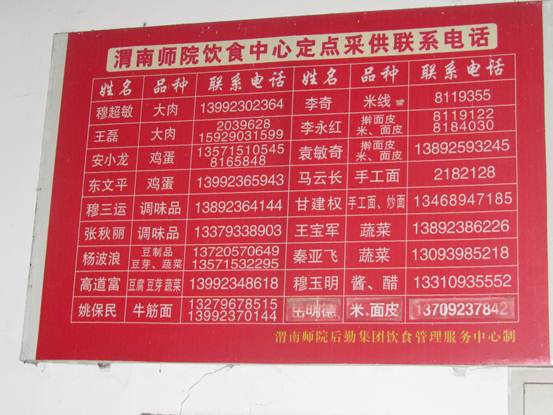 渭南师院饮食中心定点采供联系电话
姓名 品种 联系电话 姓名 品种 联系电话
穆超敏 大肉 13992302364 李奇 米线 8119355
王磊 大肉 2039628 15929031599 李永红 擀面皮 米、面皮 8119122 8184030
安小龙 鸡蛋 13571510545 8165848 袁敏奇 擀面皮 米、面皮 13892593245
东文平 鸡蛋 13992365943 马云长 手工面 2182128
穆三运 调味品 13892364144 甘建权 手工面、炒面 13468947185
张秋丽 调味品 13379338903 王宝军 蔬菜 13892386226
杨波浪 豆制品 豆芽、蔬菜 13720570649 13571532295 秦亚飞 蔬菜 13093985218
高道富 豆腐 豆芽 蔬菜 13992348618 穆玉明 酱、醋 13310935552
姚保民 牛筋面 13279678515 13992370144 岳明德 米、面皮 13709237842
渭南师院后勤集团饮食管理服务中心制